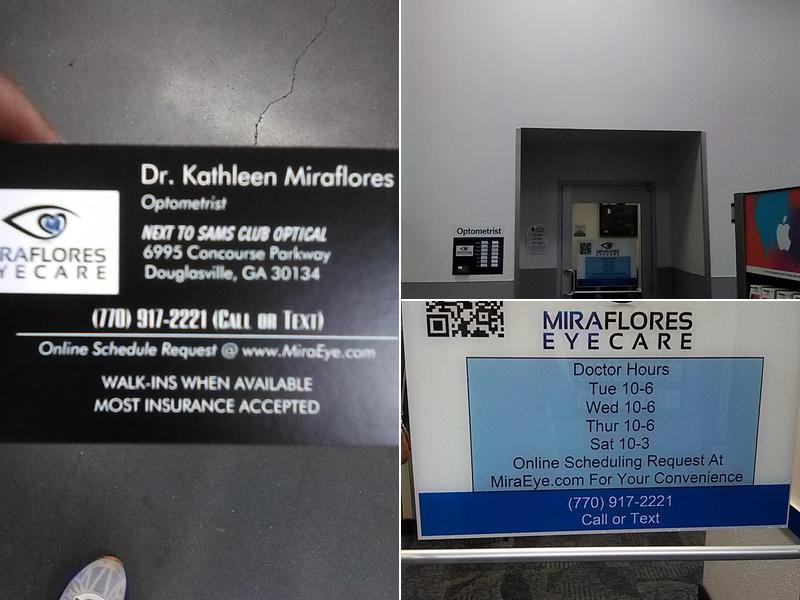 Dr. Kathleen Miraflores
Optometrist
NEXT TO SAMS CLUB OPTICAL
6995 Concourse Parkway
Douglasville, GA 30134
RAFLORES
YECARE
(770) 917-2221 (CALL OR TEXT)
Online Schedule Request @ www.MiraEye.com
WALK-INS WHEN AVAILABLE
MOST INSURANCE ACCEPTED
Optometrist
MIRAFLORES
EYECARE
MIRAFLORES
EYECARE
Doctor Hours
Tue 10-6
Wed 10-6
Thur 10-6
Sat 10-3
Online Scheduling Request At
MiraEye.com For Your Convenience
(770) 917-2221
Call or Text